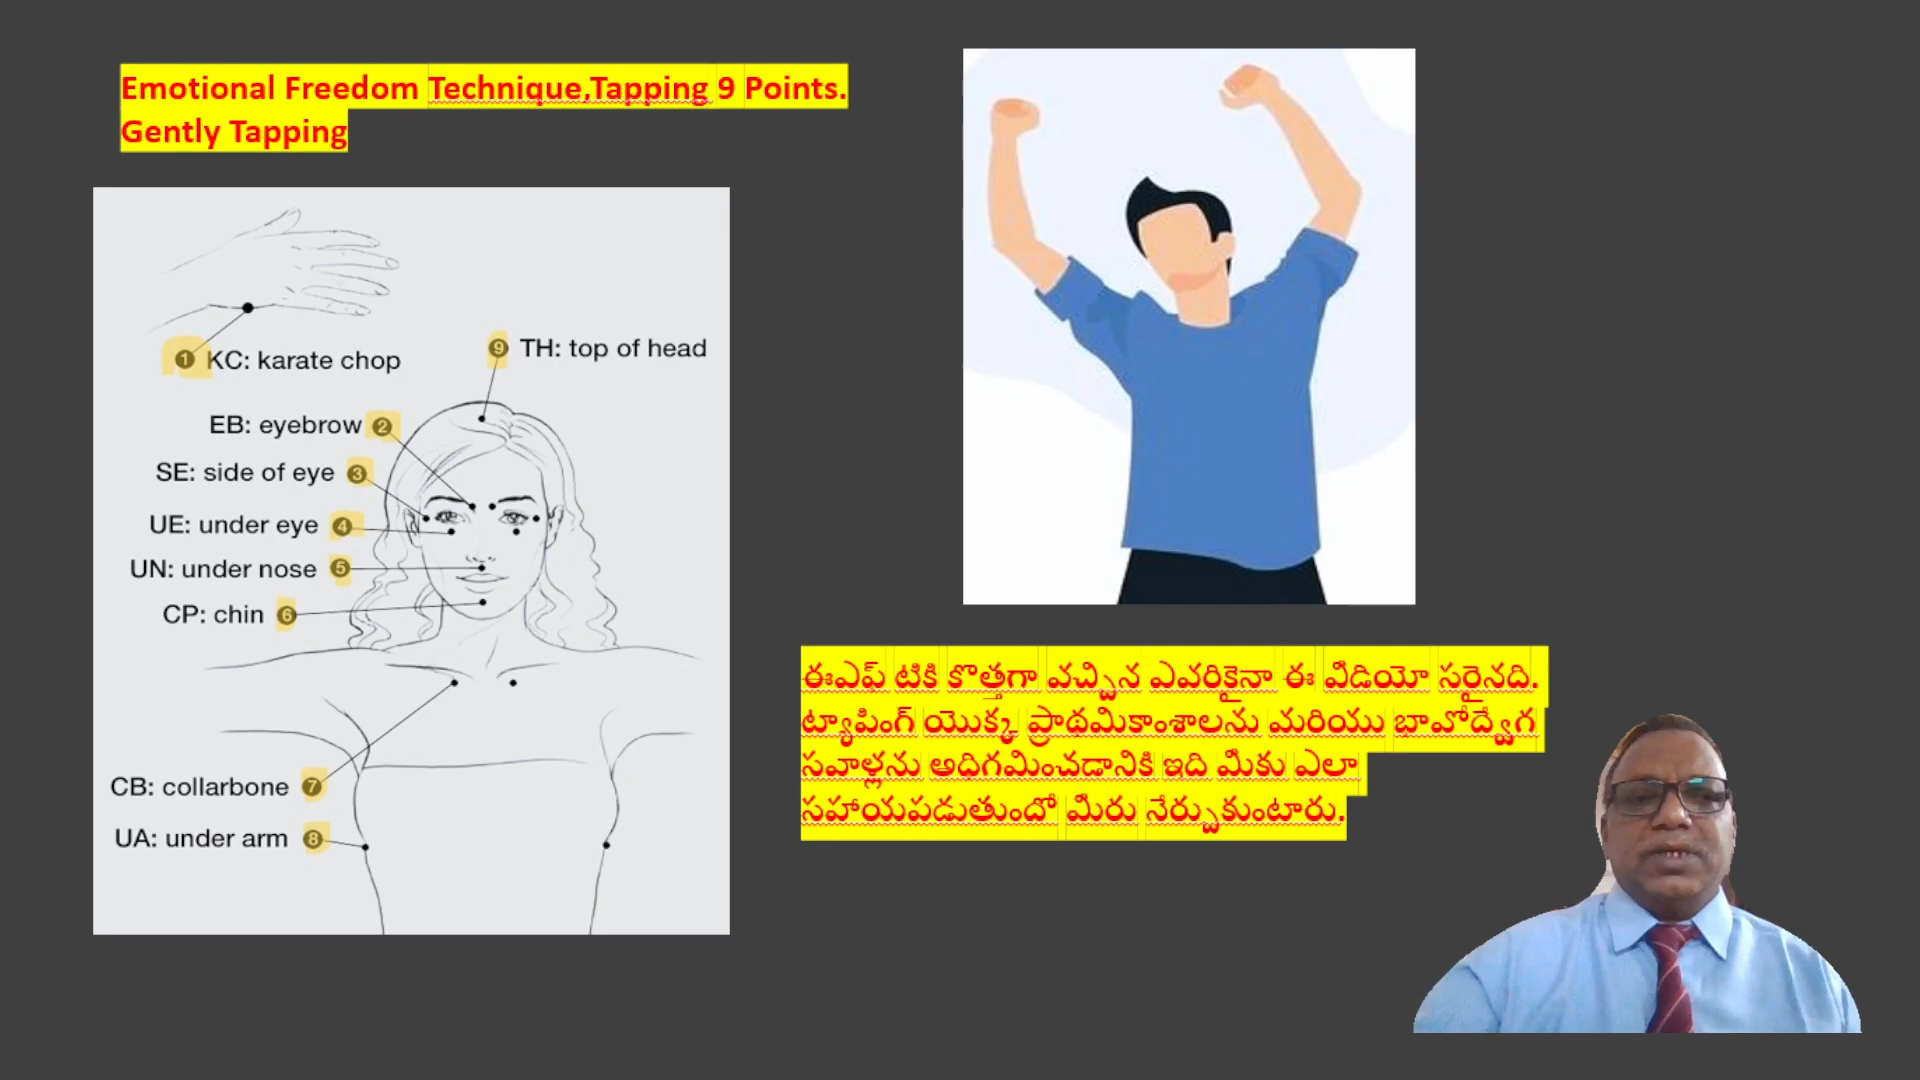 Emotional Freedom Technique,Tapping 9 Points.
Gently Tapping
1 KC: karate chop
9 TH: top of head
EB: eyebrow 2
SE: side of eye 3
UE: under eye 4
UN: under nose 5
CP: chin 6
CB: collarbone 7
UA: under arm 8
ఈఎఫ్ టికి కొత్తగా వచ్చిన ఎవరికైనా ఈ వీడియో సరైనది.
ట్యాపింగ్ యొక్క ప్రాథమికాంశాలను మరియు భావోద్వేగ
సవాళ్లను అధిగమించడానికి ఇది మీకు ఎలా
సహాయపడుతుందో మీరు నేర్చుకుంటారు.